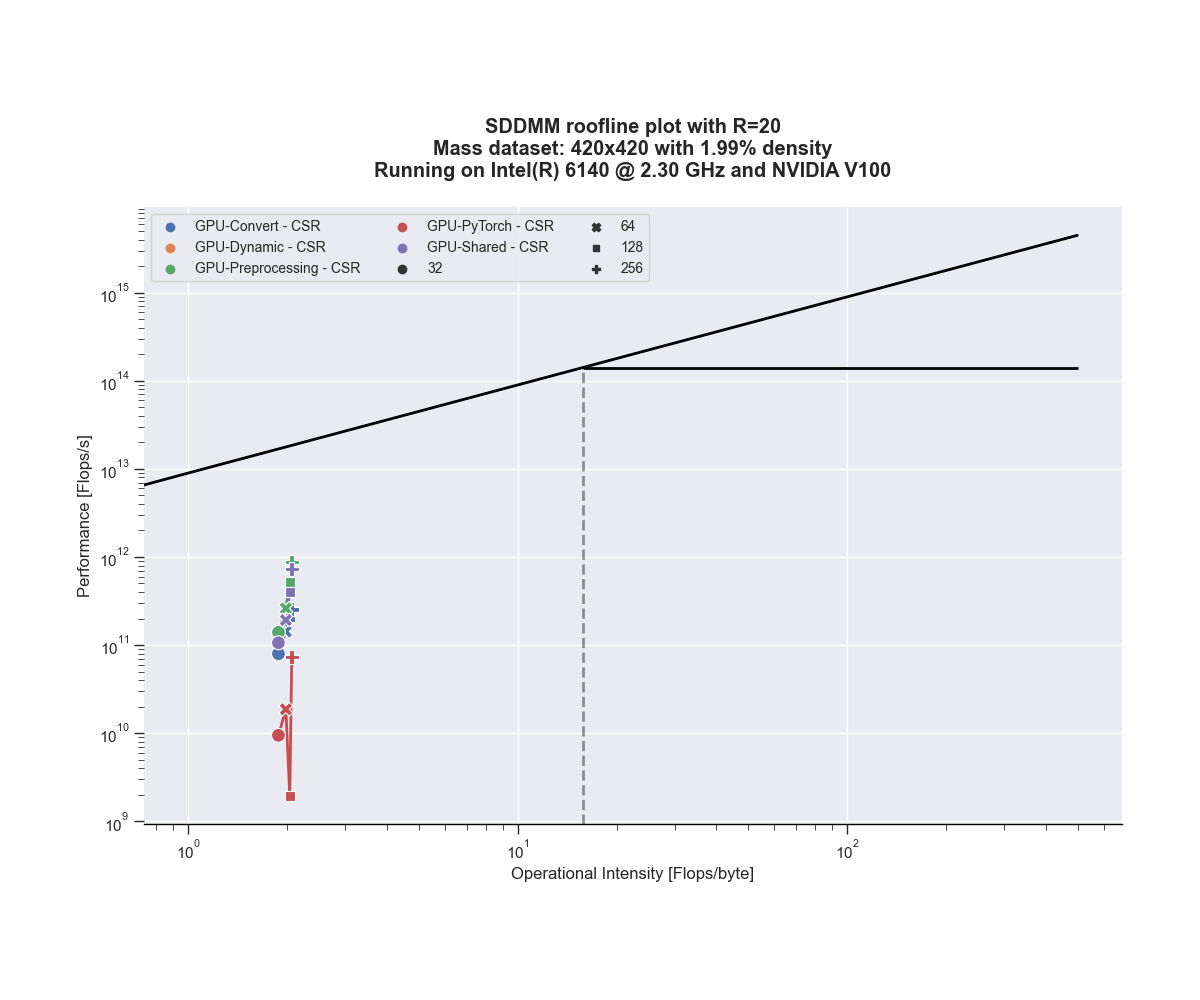 SDDMM roofline plot with R=20
Mass dataset: 420x420 with 1.99% density
Running on Intel(R) 6140 @ 2.30 GHz and NVIDIA V100
GPU-Convert - CSR
GPU-Dynamic - CSR
GPU-Preprocessing - CSR
GPU-PyTorch - CSR
GPU-Shared - CSR
32
64
128
256
10^15
10^14
10^13
10^12
10^11
10^10
10^9
Performance [Flops/s]
10^0
10^1
10^2
Operational Intensity [Flops/byte]